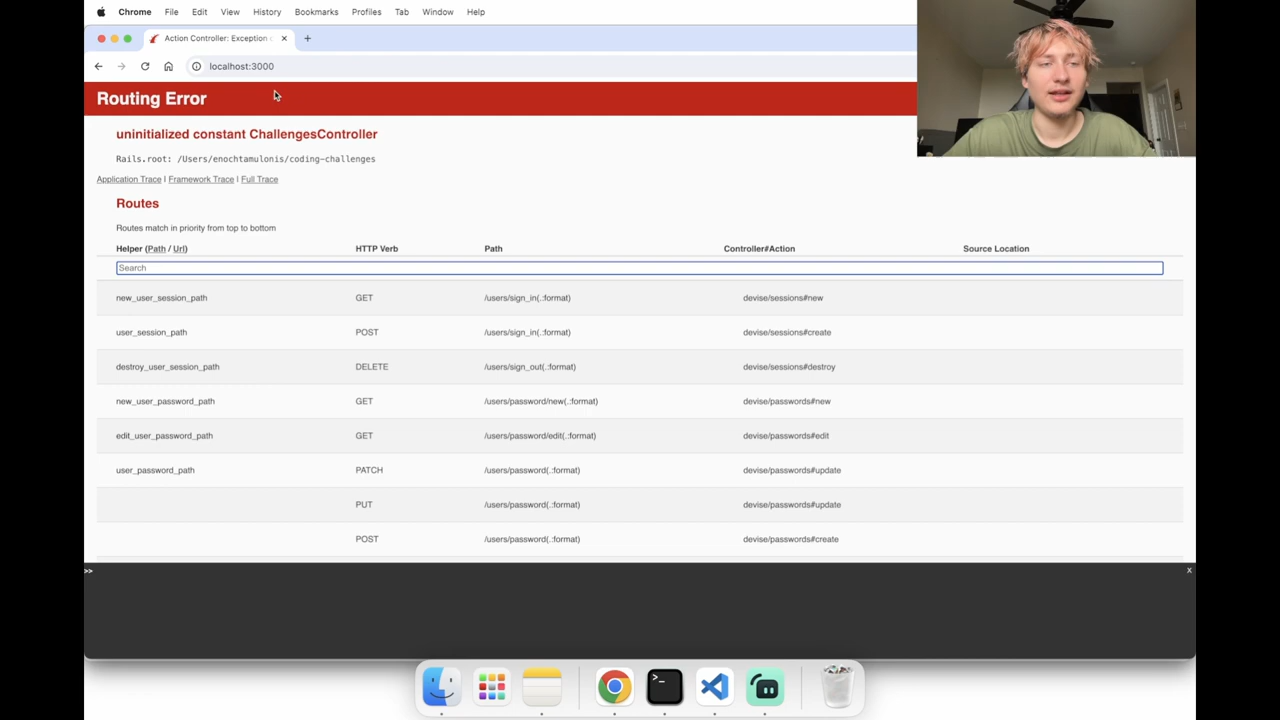 Chrome File Edit View History Bookmarks Profiles Tab Window Help
Action Controller: Exception
localhost:3000
Routing Error
uninitialized constant ChallengesController
Rails.root: /Users/enochtamulonis/coding-challenges
Application Trace | Framework Trace | Full Trace
Routes
Routes match in priority from top to bottom
Helper (Path / Url) HTTP Verb Path Controller#Action Source Location
Search
new_user_session_path GET /users/sign_in(.:format) devise/sessions#new
user_session_path POST /users/sign_in(.:format) devise/sessions#create
destroy_user_session_path DELETE /users/sign_out(.:format) devise/sessions#destroy
new_user_password_path GET /users/password/new(.:format) devise/passwords#new
edit_user_password_path GET /users/password/edit(.:format) devise/passwords#edit
user_password_path PATCH /users/password(.:format) devise/passwords#update
PUT /users/password(.:format) devise/passwords#update
POST /users/password(.:format) devise/passwords#create
>> x